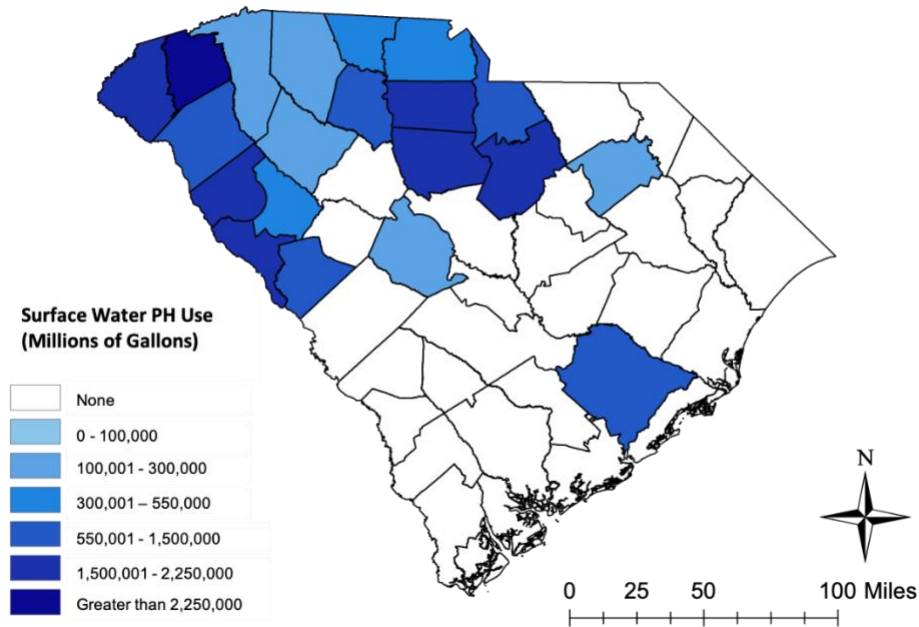 Surface Water PH Use
(Millions of Gallons)
None
0 - 100,000
100,001 - 300,000
300,001 – 550,000
550,001 - 1,500,000
1,500,001 - 2,250,000
Greater than 2,250,000
N
0 25 50 100 Miles